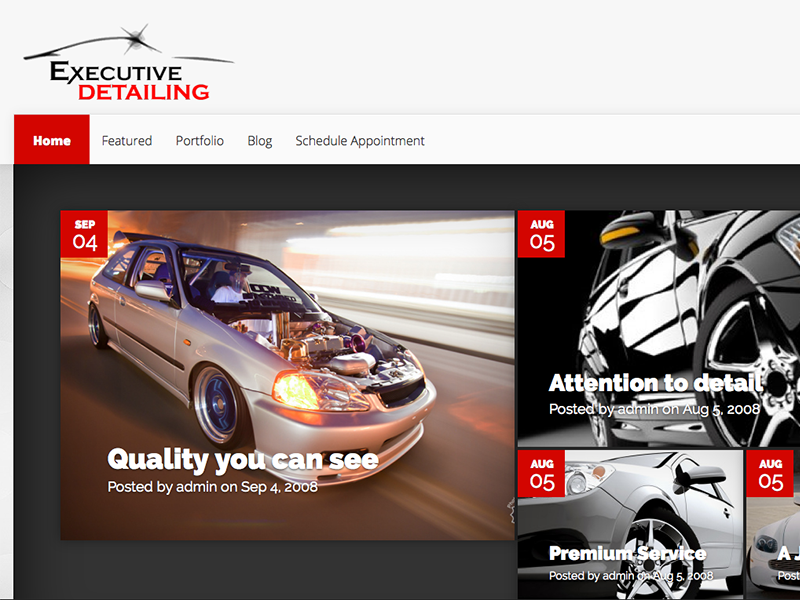 EXECUTIVE
DETAILING
Home Featured Portfolio Blog Schedule Appointment
SEP
04
Quality you can see
Posted by admin on Sep 4, 2008
AUG
05
Attention to detail
Posted by admin on Aug 5, 2008
AUG
05
Premium Service
Posted by admin on Aug 5, 2008
AUG
05
A J
Post